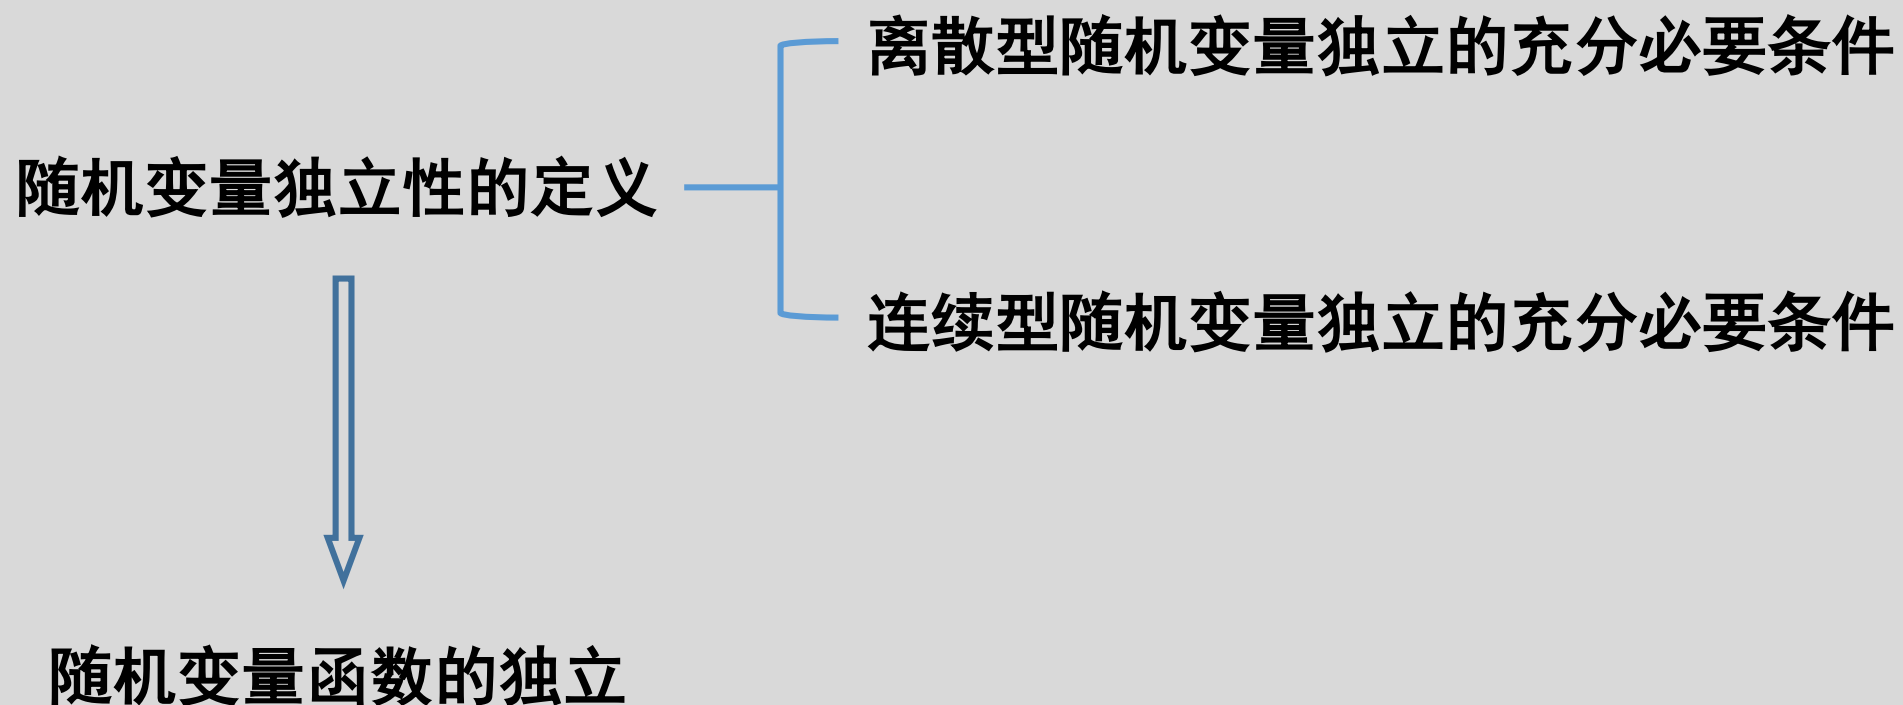 离散型随机变量独立的充分必要条件
随机变量独立性的定义
连续型随机变量独立的充分必要条件
随机变量函数的独立